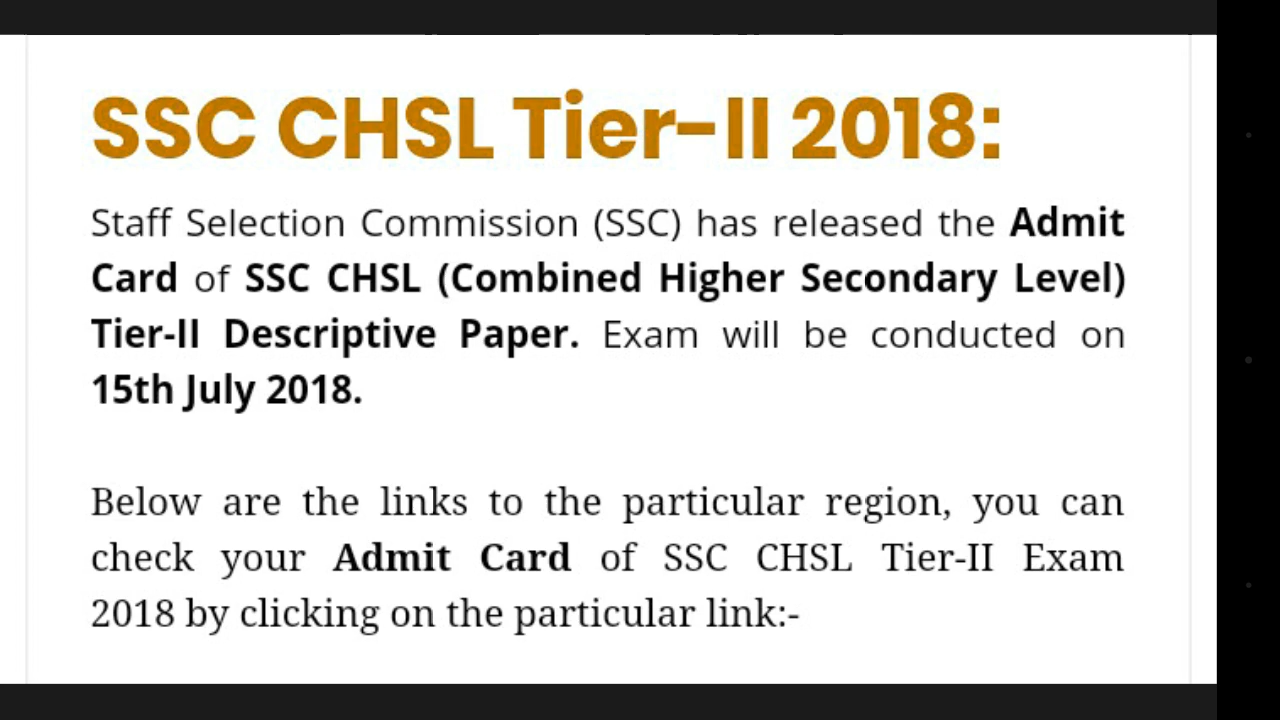 SSC CHSL Tier-II 2018:
Staff Selection Commission (SSC) has released the Admit
Card of SSC CHSL (Combined Higher Secondary Level)
Tier-II Descriptive Paper. Exam will be conducted on
15th July 2018.
Below are the links to the particular region, you can
check your Admit Card of SSC CHSL Tier-II Exam
2018 by clicking on the particular link:-